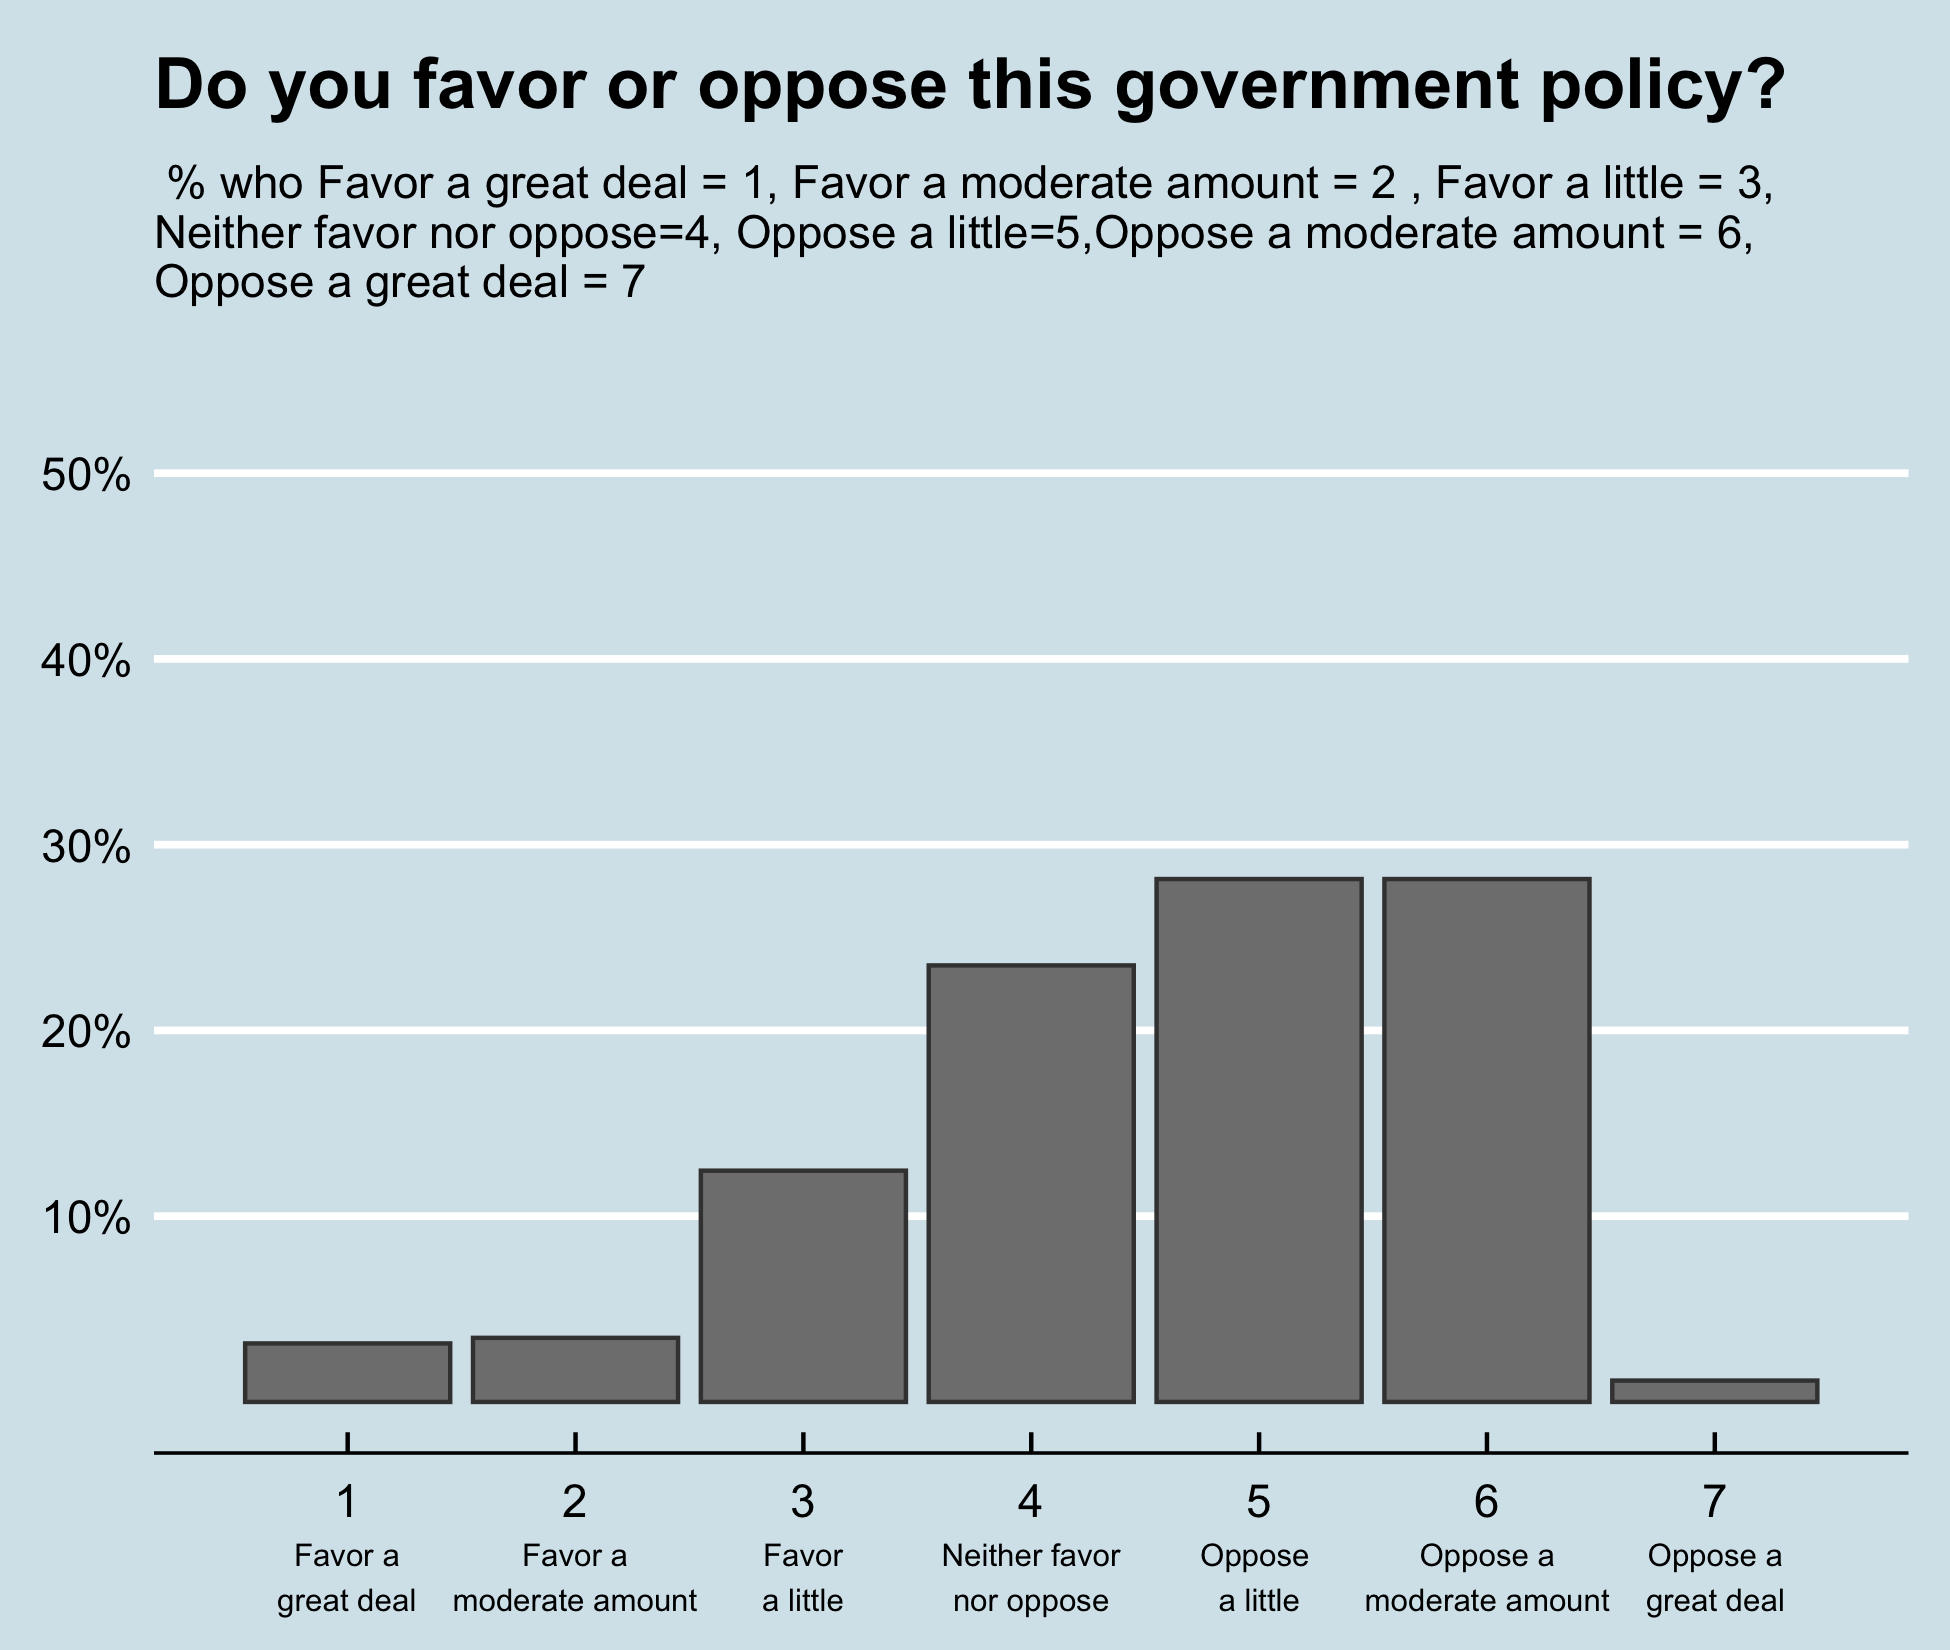 Do you favor or oppose this government policy?
% who Favor a great deal = 1, Favor a moderate amount = 2 , Favor a little = 3,
Neither favor nor oppose=4, Oppose a little=5,Oppose a moderate amount = 6,
Oppose a great deal = 7
50%
40%
30%
20%
10%
1 2 3 4 5 6 7
Favor a Favor a Favor Neither favor Oppose Oppose a Oppose a
great deal moderate amount a little nor oppose a little moderate amount great deal